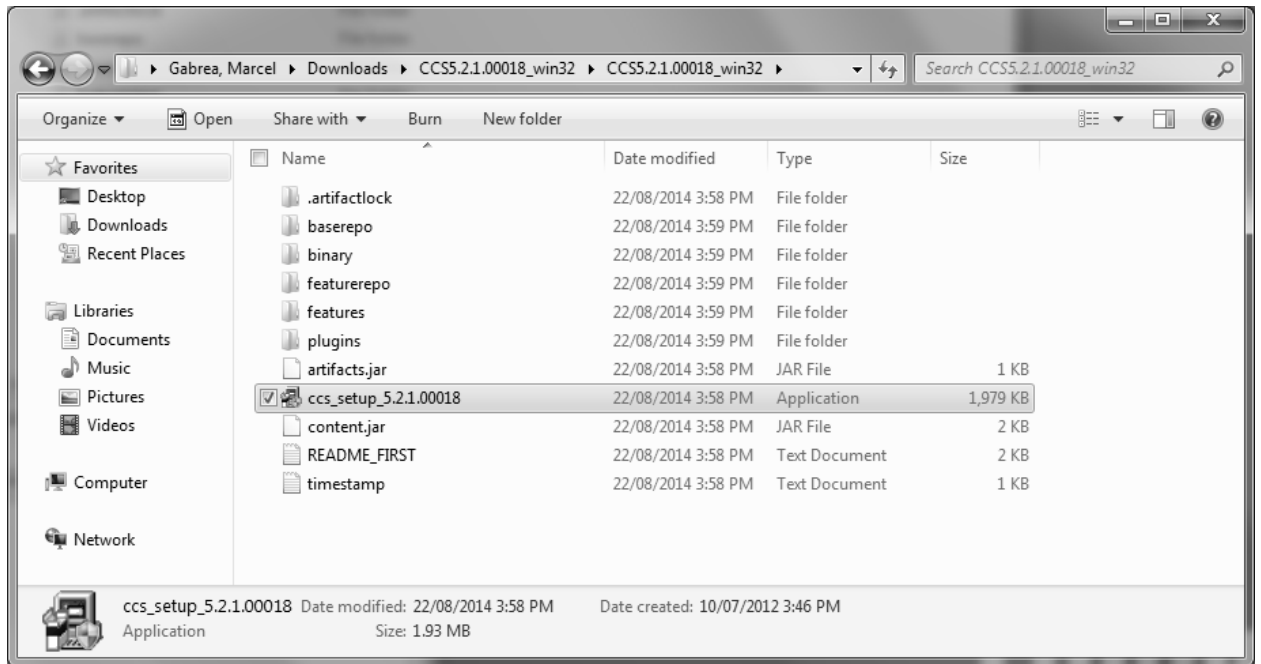 Gabrea, Marcel Downloads CCS5.2.1.00018_win32 CCS5.2.1.00018_win32 Search CCS5.2.1.00018_win32
Organize Open Share with Burn New folder
Favorites
Desktop
Downloads
Recent Places
Libraries
Documents
Music
Pictures
Videos
Computer
Network
Name Date modified Type Size
.artifactlock 22/08/2014 3:58 PM File folder
baserepo 22/08/2014 3:59 PM File folder
binary 22/08/2014 3:59 PM File folder
featurerepo 22/08/2014 3:59 PM File folder
features 22/08/2014 3:59 PM File folder
plugins 22/08/2014 3:59 PM File folder
artifacts.jar 22/08/2014 3:58 PM JAR File 1 KB
ccs_setup_5.2.1.00018 22/08/2014 3:58 PM Application 1,979 KB
content.jar 22/08/2014 3:58 PM JAR File 2 KB
README_FIRST 22/08/2014 3:58 PM Text Document 2 KB
timestamp 22/08/2014 3:58 PM Text Document 1 KB
ccs_setup_5.2.1.00018 Date modified: 22/08/2014 3:58 PM Date created: 10/07/2012 3:46 PM
Application Size: 1.93 MB